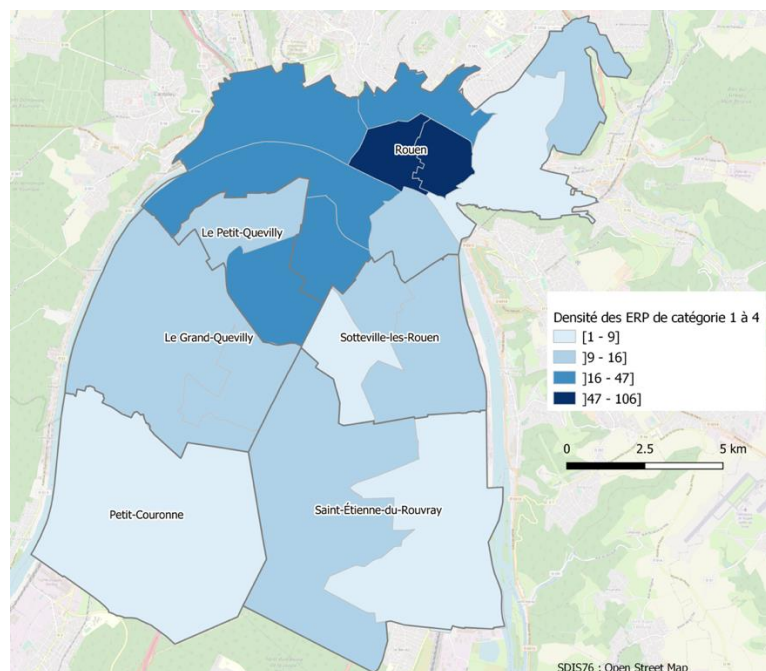 Rouen
Le Petit-Quevilly
Le Grand-Quevilly
Sotteville-les-Rouen
Petit-Couronne
Saint-Étienne-du-Rouvray
Densité des ERP de catégorie 1 à 4
[1 - 9]
]9 - 16]
]16 - 47]
]47 - 106]
0 2.5 5 km
SDIS76 : Open Street Map